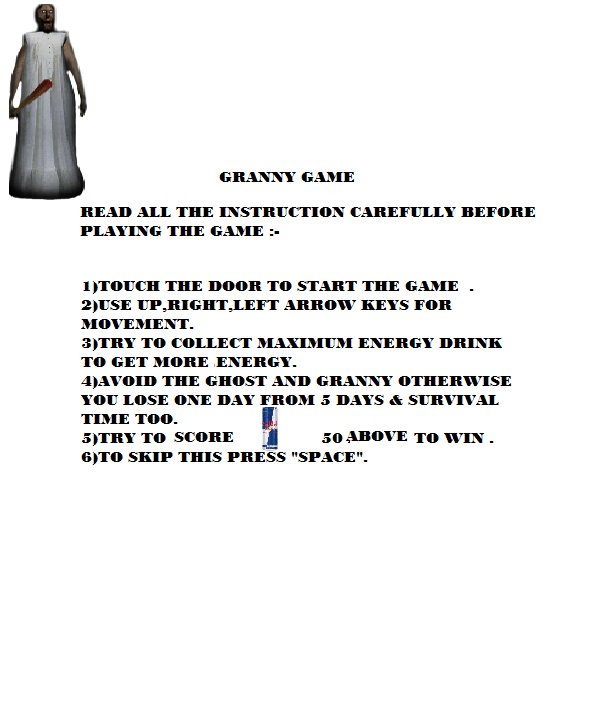 GRANNY GAME
READ ALL THE INSTRUCTION CAREFULLY BEFORE
PLAYING THE GAME :-
1)TOUCH THE DOOR TO START THE GAME .
2)USE UP,RIGHT,LEFT ARROW KEYS FOR
MOVEMENT.
3)TRY TO COLLECT MAXIMUM ENERGY DRINK
TO GET MORE ENERGY.
4)AVOID THE GHOST AND GRANNY OTHERWISE
YOU LOSE ONE DAY FROM 5 DAYS & SURVIVAL
TIME TOO.
5)TRY TO SCORE 50 ABOVE TO WIN .
6)TO SKIP THIS PRESS "SPACE".